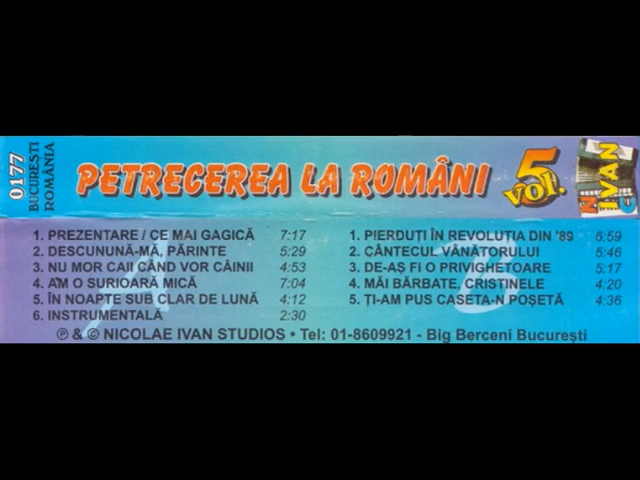 0177
BUCUREȘTI
ROMÂNIA
PETRECEREA LA ROMÂNI
5
VOL.
N
IVAN
C
1. PREZENTARE / CE MAI GAGICĂ 7:17
2. DESCUNUNĂ-MĂ, PĂRINTE 5:29
3. NU MOR CAII CÂND VOR CÂINII 4:53
4. AM O SURIOARĂ MICĂ 7:04
5. ÎN NOAPTE SUB CLAR DE LUNĂ 4:12
6. INSTRUMENTALĂ 2:30
A
1. PIERDUȚI ÎN REVOLUȚIA DIN '89 6:59
2. CÂNTECUL VÂNĂTORULUI 5:46
3. DE-AȘ FI O PRIVIGHETOARE 5:17
4. MĂI BĂRBATE, CRISTINELE 4:20
5. ȚI-AM PUS CASETA-N POȘETĂ 4:36
B
℗ & © NICOLAE IVAN STUDIOS • Tel: 01-8609921 - Big Berceni București